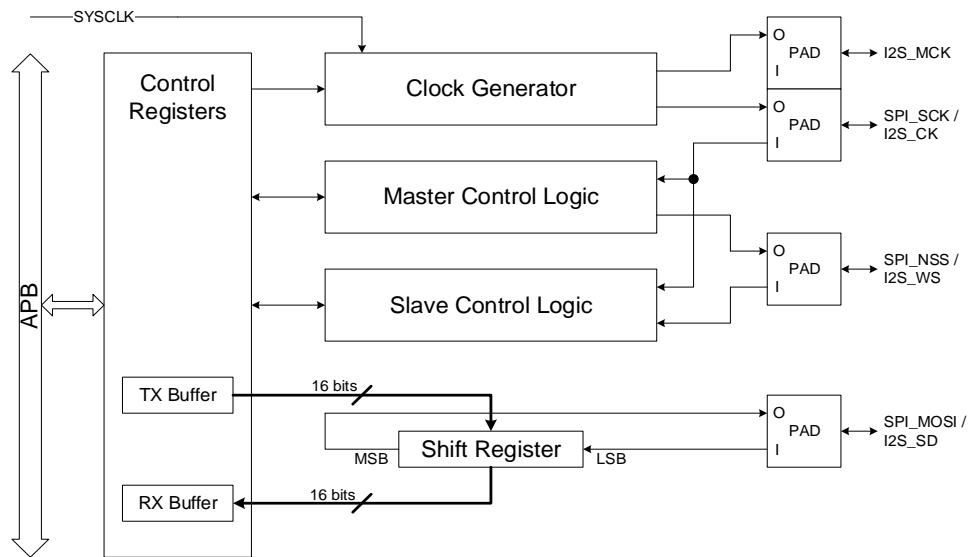 SYSCLK
Control
Registers
Clock Generator
O
PAD
I
I2S_MCK
O
PAD
I
SPI_SCK /
I2S_CK
Master Control Logic
O
PAD
I
SPI_NSS /
I2S_WS
APB
Slave Control Logic
TX Buffer
16 bits
O
PAD
I
SPI_MOSI /
I2S_SD
MSB
Shift Register
LSB
RX Buffer
16 bits